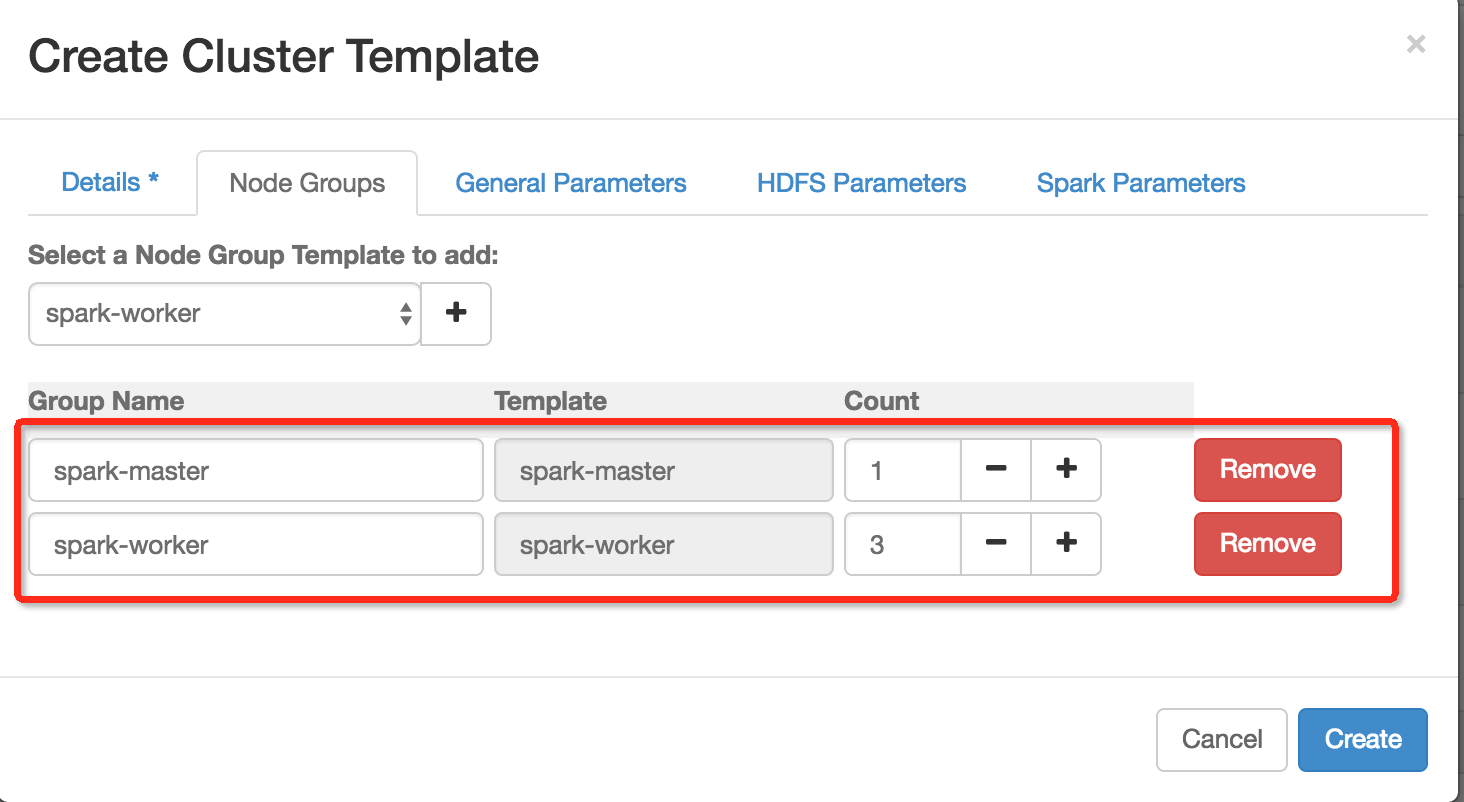 Create Cluster Template
×
Details * Node Groups General Parameters HDFS Parameters Spark Parameters
Select a Node Group Template to add:
spark-worker +
Group Name Template Count
spark-master spark-master 1 − + Remove
spark-worker spark-worker 3 − + Remove
Cancel Create